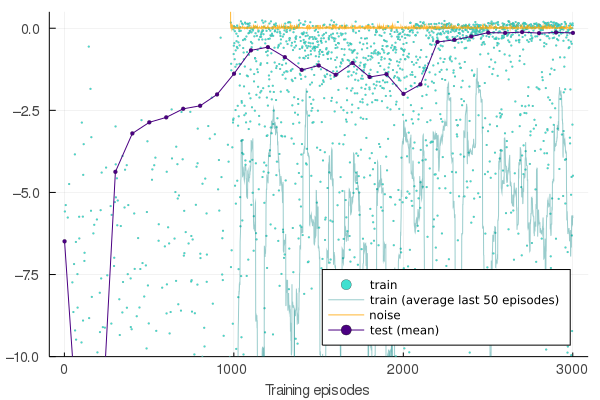 0.0
−2.5
−5.0
−7.5
−10.0
0
1000
2000
3000
Training episodes
train
train (average last 50 episodes)
noise
test (mean)